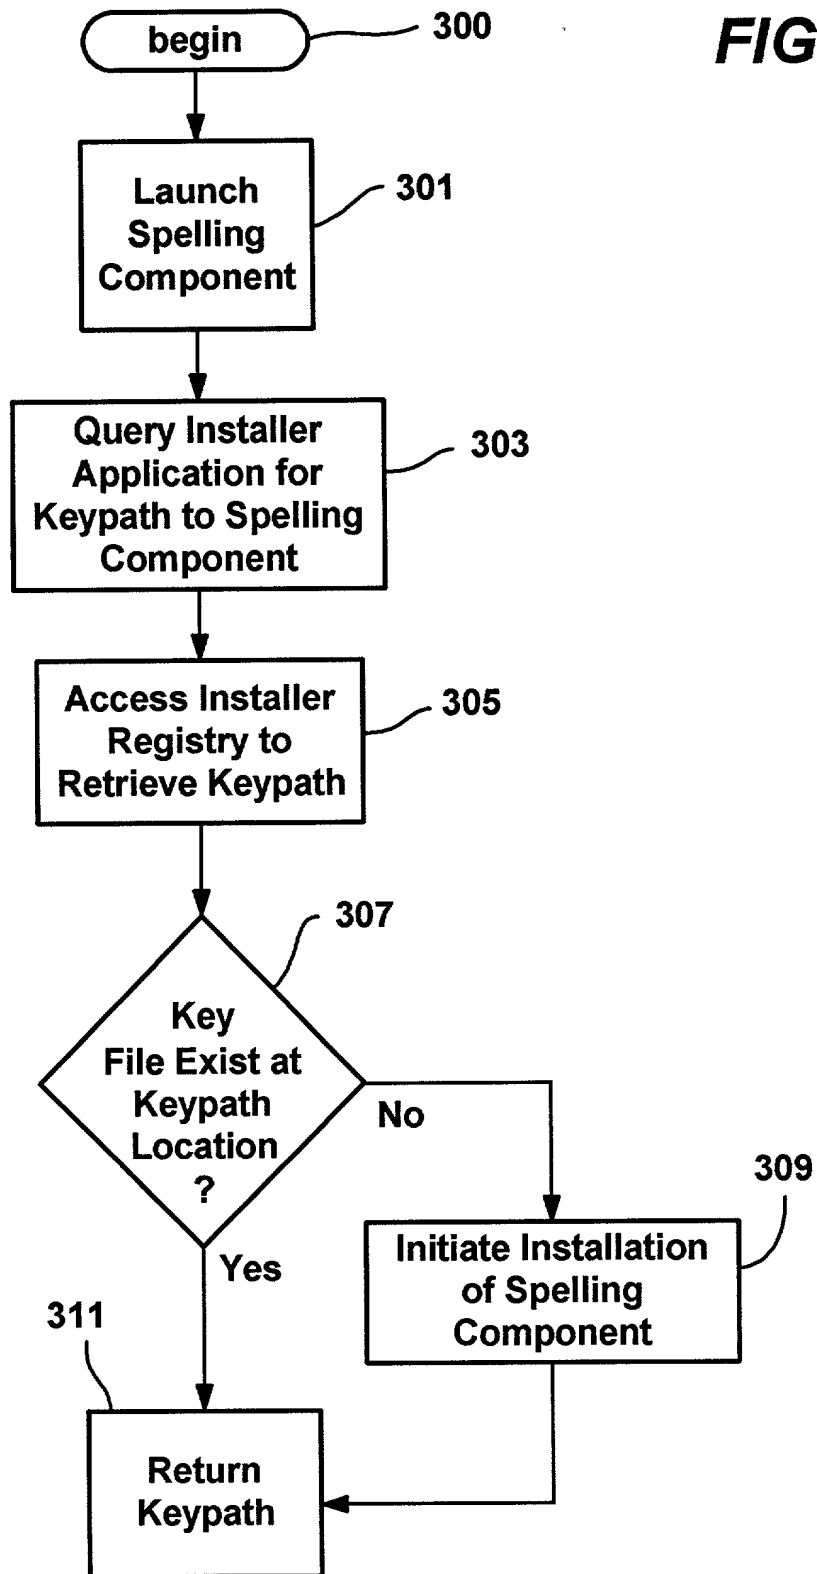 begin
300
FIG
Launch
Spelling
Component
301
Query Installer
Application for
Keypath to Spelling
Component
303
Access Installer
Registry to
Retrieve Keypath
305
307
Key
File Exist at
Keypath
Location
?
No
Yes
309
Initiate Installation
of Spelling
Component
311
Return
Keypath